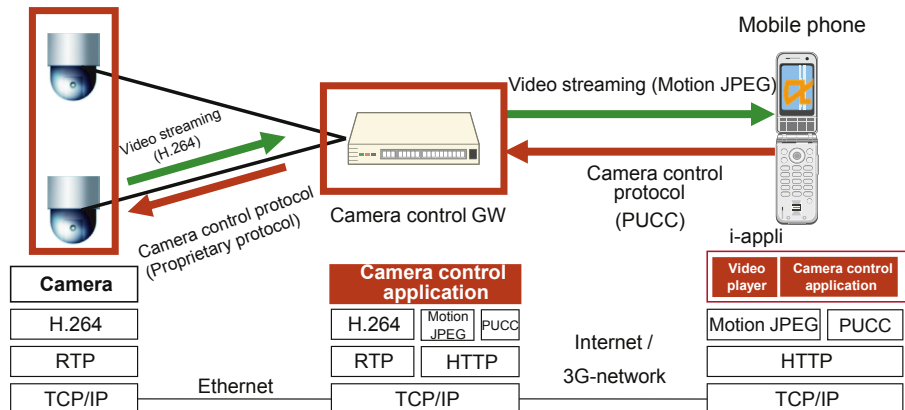 Mobile phone
Video streaming (Motion JPEG)
Video streaming
(H.264)
Camera control protocol
(Proprietary protocol)
Camera control GW
Camera control
protocol
(PUCC)
i-appli
Camera
H.264
RTP
TCP/IP
Ethernet
Camera control
application
H.264
Motion
JPEG
PUCC
RTP
HTTP
TCP/IP
Internet /
3G-network
Video
player
Camera control
application
Motion JPEG
PUCC
HTTP
TCP/IP